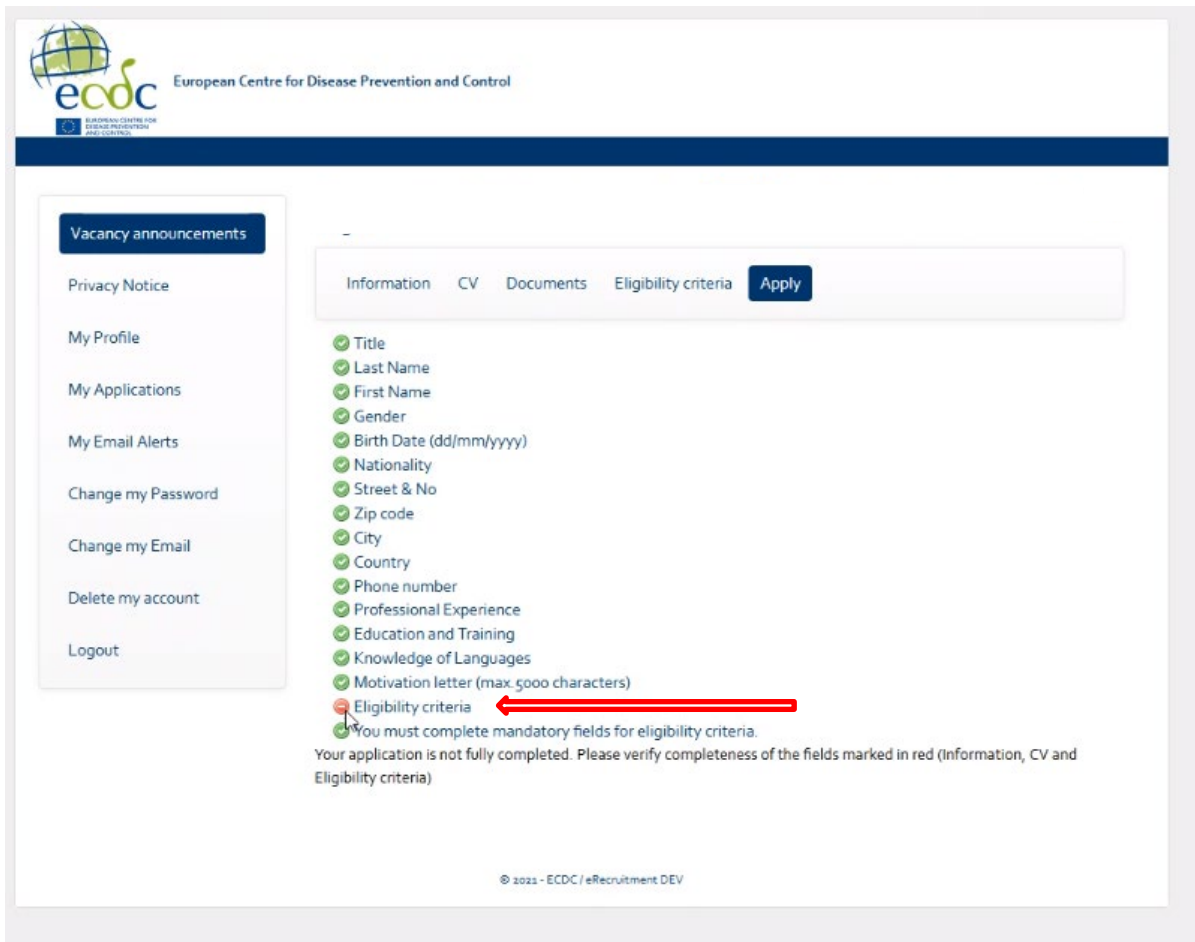 ecdc
EUROPEAN CENTRE FOR
DISEASE PREVENTION
AND CONTROL
European Centre for Disease Prevention and Control
Vacancy announcements
Privacy Notice
My Profile
My Applications
My Email Alerts
Change my Password
Change my Email
Delete my account
Logout
Information CV Documents Eligibility criteria Apply
Title
Last Name
First Name
Gender
Birth Date (dd/mm/yyyy)
Nationality
Street & No
Zip code
City
Country
Phone number
Professional Experience
Education and Training
Knowledge of Languages
Motivation letter (max.5000 characters)
Eligibility criteria
You must complete mandatory fields for eligibility criteria.
Your application is not fully completed. Please verify completeness of the fields marked in red (Information, CV and
Eligibility criteria)
© 2021 - ECDC / eRecruitment DEV